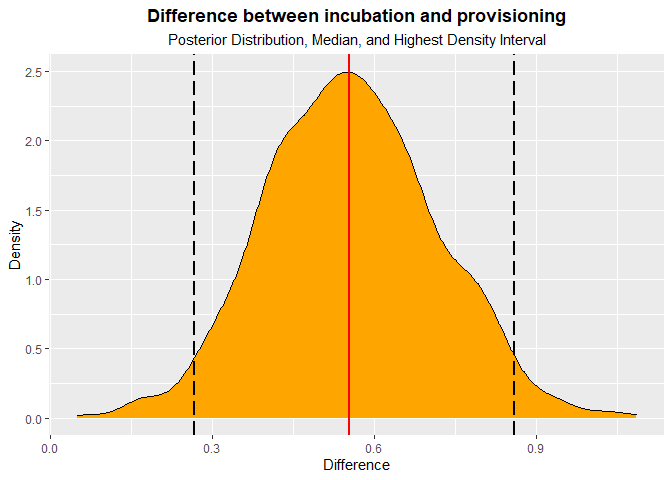 Difference between incubation and provisioning
Posterior Distribution, Median, and Highest Density Interval
2.5
2.0
1.5
1.0
0.5
0.0
Density
0.0 0.3 0.6 0.9
Difference